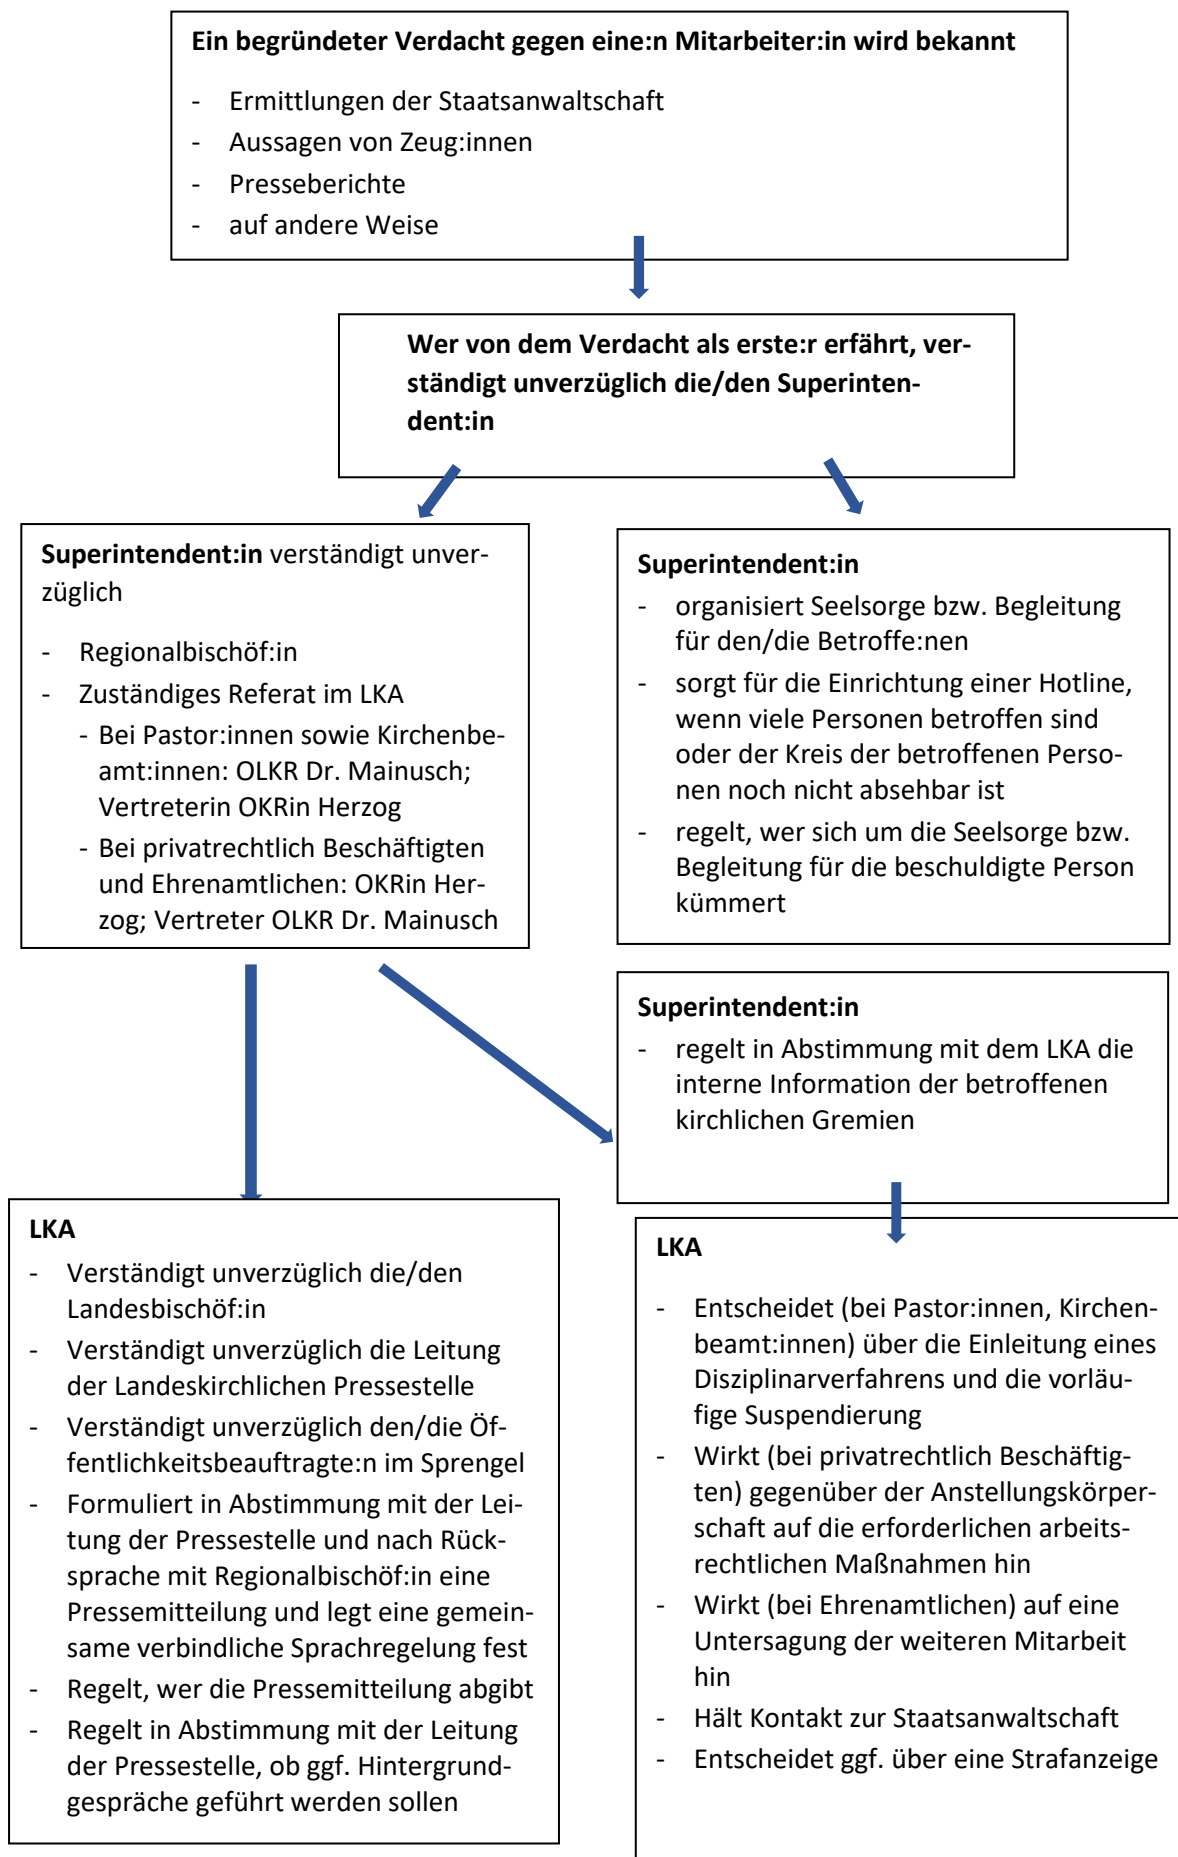 Ein begründeter Verdacht gegen eine:n Mitarbeiter:in wird bekannt
- Ermittlungen der Staatsanwaltschaft
- Aussagen von Zeug:innen
- Presseberichte
- auf andere Weise
Wer von dem Verdacht als erste:r erfährt, ver-
ständigt unverzüglich die/den Superinten-
dent:in
Superintendent:in verständigt unver-
züglich
- Regionalbischöf:in
- Zuständiges Referat im LKA
- Bei Pastor:innen sowie Kirchenbe-
amt:innen: OLKR Dr. Mainusch;
Vertreterin OKRin Herzog
- Bei privatrechtlich Beschäftigten
und Ehrenamtlichen: OKRin Her-
zog; Vertreter OLKR Dr. Mainusch
Superintendent:in
- organisiert Seelsorge bzw. Begleitung
für den/die Betroffe:nen
- sorgt für die Einrichtung einer Hotline,
wenn viele Personen betroffen sind
oder der Kreis der betroffenen Perso-
nen noch nicht absehbar ist
- regelt, wer sich um die Seelsorge bzw.
Begleitung für die beschuldigte Person
kümmert
Superintendent:in
- regelt in Abstimmung mit dem LKA die
interne Information der betroffenen
kirchlichen Gremien
LKA
- Verständigt unverzüglich die/den
Landesbischöf:in
- Verständigt unverzüglich die Leitung
der Landeskirchlichen Pressestelle
- Verständigt unverzüglich den/die Öf-
fentlichkeitsbeauftragte:n im Sprengel
- Formuliert in Abstimmung mit der Lei-
tung der Pressestelle und nach Rück-
sprache mit Regionalbischöf:in eine
Pressemitteilung und legt eine gemein-
same verbindliche Sprachregelung fest
- Regelt, wer die Pressemitteilung abgibt
- Regelt in Abstimmung mit der Leitung
der Pressestelle, ob ggf. Hintergrund-
gespräche geführt werden sollen
LKA
- Entscheidet (bei Pastor:innen, Kirchen-
beamt:innen) über die Einleitung eines
Disziplinarverfahrens und die vorläu-
fige Suspendierung
- Wirkt (bei privatrechtlich Beschäftig-
ten) gegenüber der Anstellungskörper-
schaft auf die erforderlichen arbeits-
rechtlichen Maßnahmen hin
- Wirkt (bei Ehrenamtlichen) auf eine
Untersagung der weiteren Mitarbeit
hin
- Hält Kontakt zur Staatsanwaltschaft
- Entscheidet ggf. über eine Strafanzeige